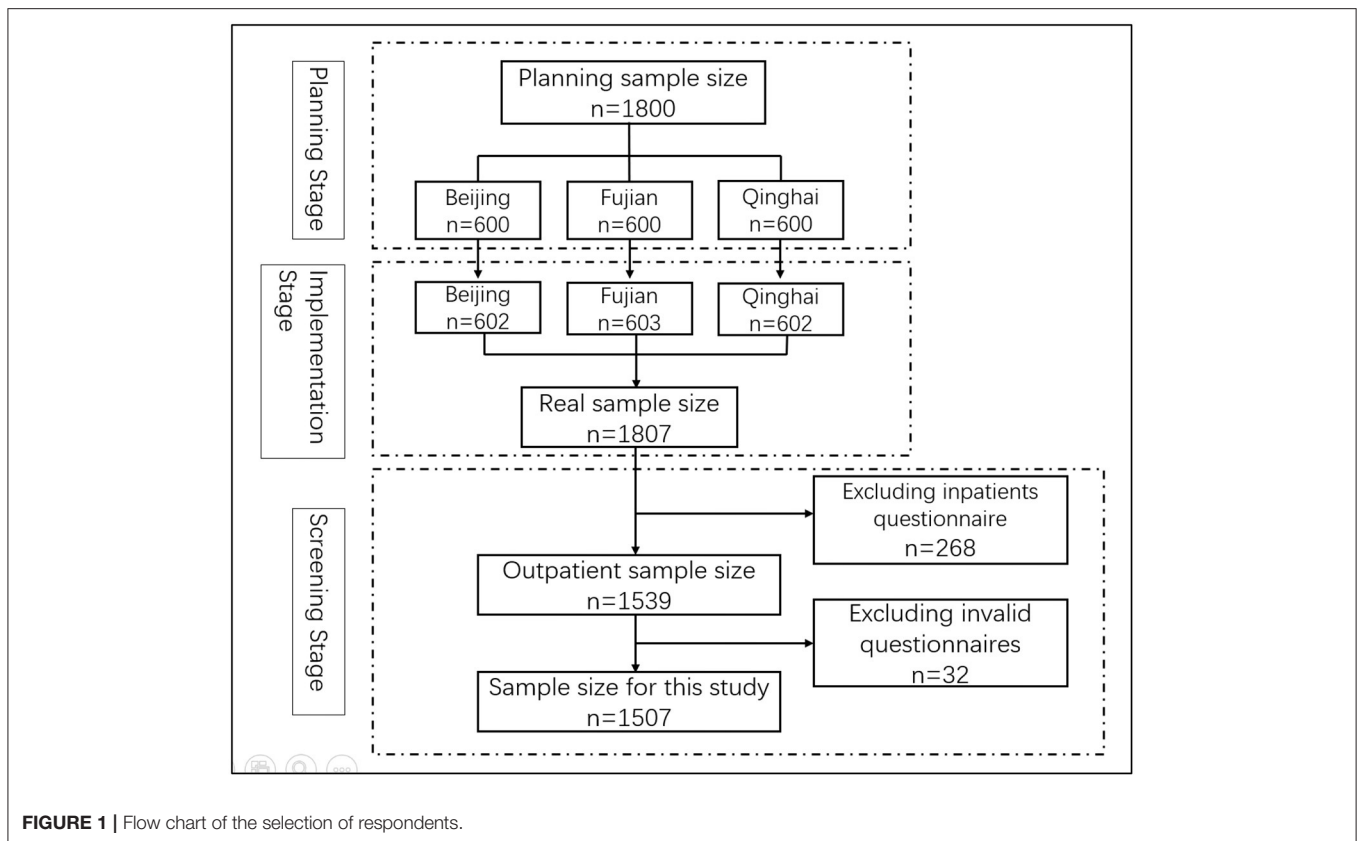 Planning Stage
Planning sample size
n=1800
Beijing
n=600
Fujian
n=600
Qinghai
n=600
Implementation
Stage
Beijing
n=602
Fujian
n=603
Qinghai
n=602
Real sample size
n=1807
Screening Stage
Excluding inpatients
questionnaire
n=268
Outpatient sample size
n=1539
Excluding invalid
questionnaires
n=32
Sample size for this study
n=1507
FIGURE 1 | Flow chart of the selection of respondents.